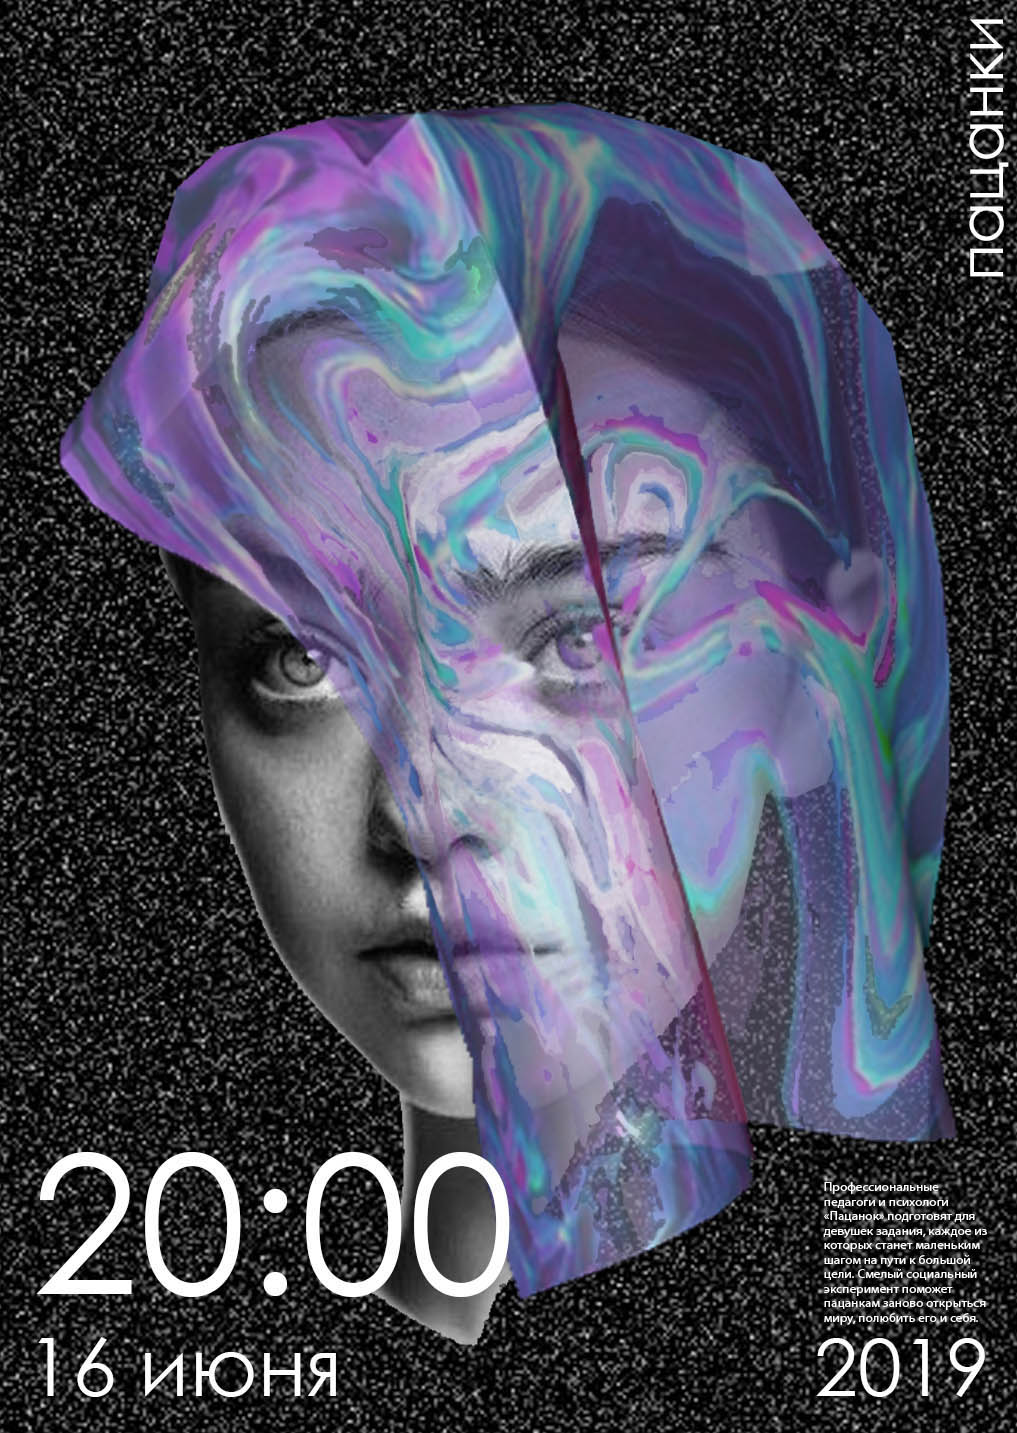 пацанки
20:00
16 июня
Профессиональные
педагоги и психологи
«Пацанок» подготовят для
девушек задания, каждое из
которых станет маленьким
шагом на пути к большой
цели. Смелый социальный
эксперимент поможет
пацанкам заново открыться
миру, полюбить его и себя.
2019